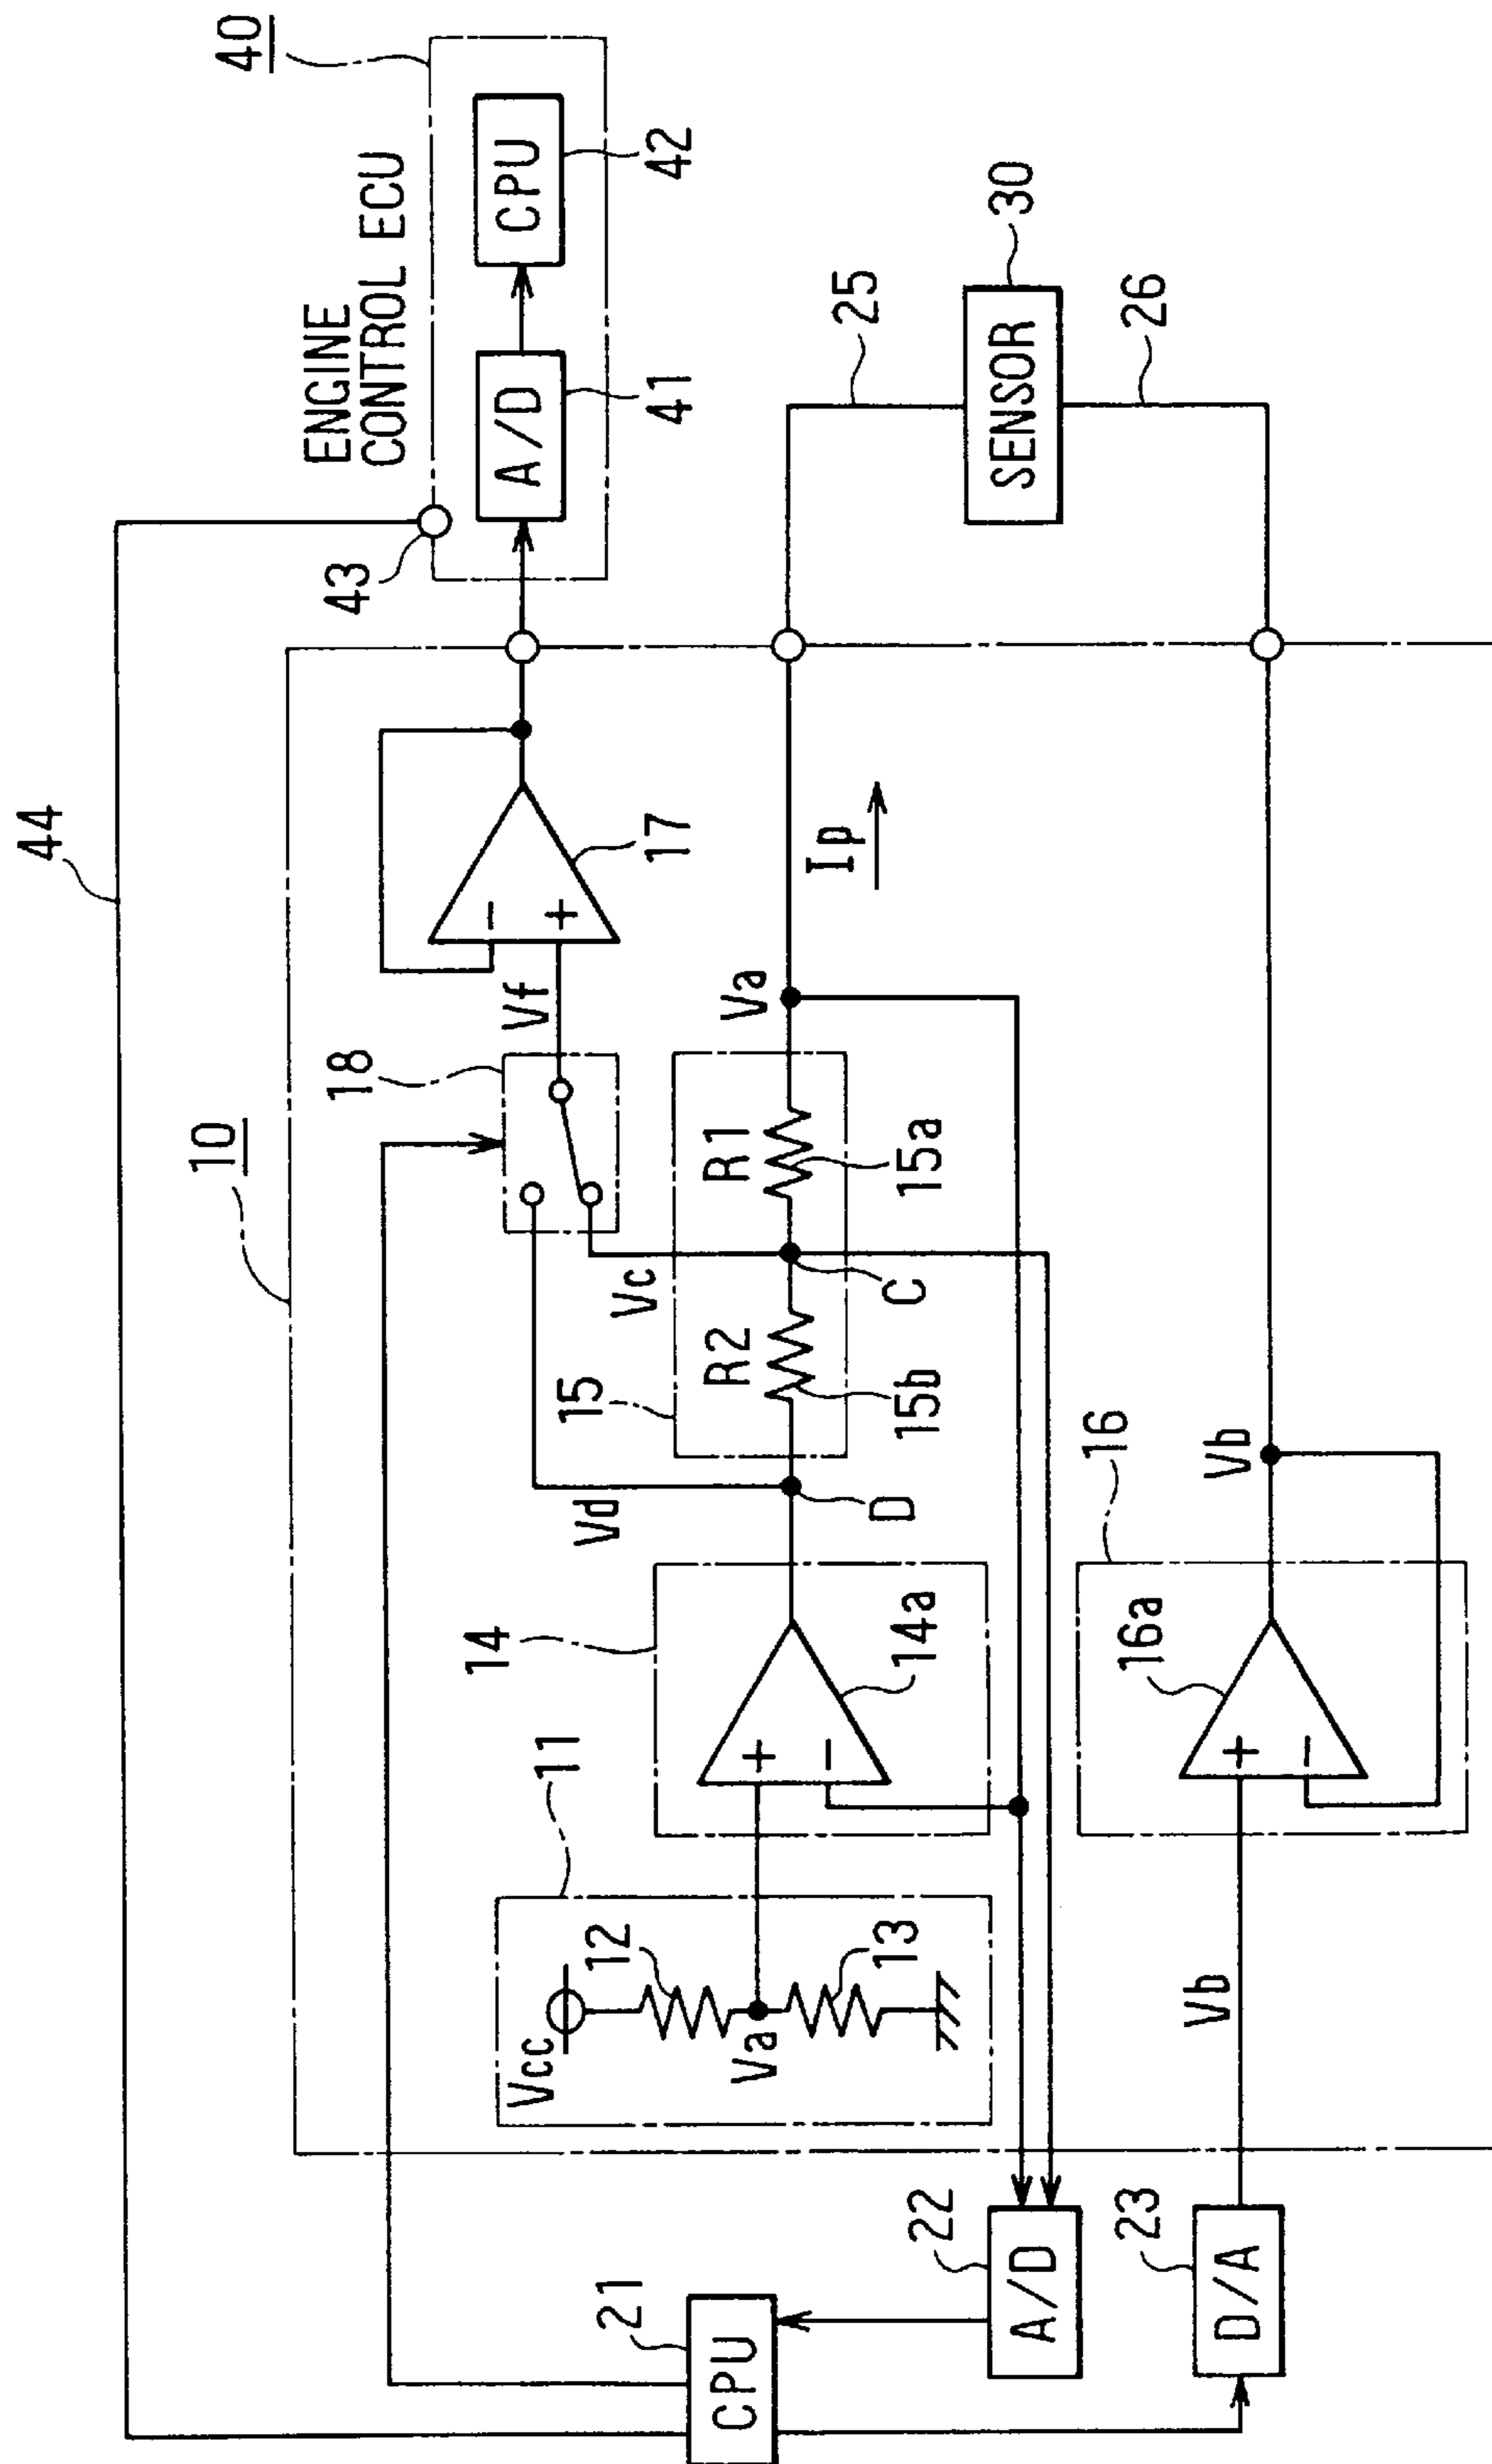 44
40
ENGINE
CONTROL ECU
CPU
42
A/D
41
43
10
18
Vf
-
+
17
11
Vcc
12
Va
13
14
+
-
14a
Vd
D
15
R2
15b
Vc
C
R1
15a
Va
Ip
25
SENSOR
30
26
21
CPU
22
A/D
23
D/A
Vb
16
16a
+
-
Vb